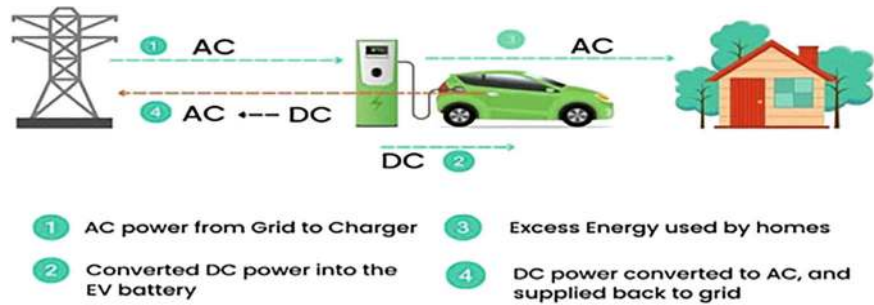 1 AC
3 AC
4 AC ←-- DC
DC 2
1 AC power from Grid to Charger
2 Converted DC power into the
EV battery
3 Excess Energy used by homes
4 DC power converted to AC, and
supplied back to grid